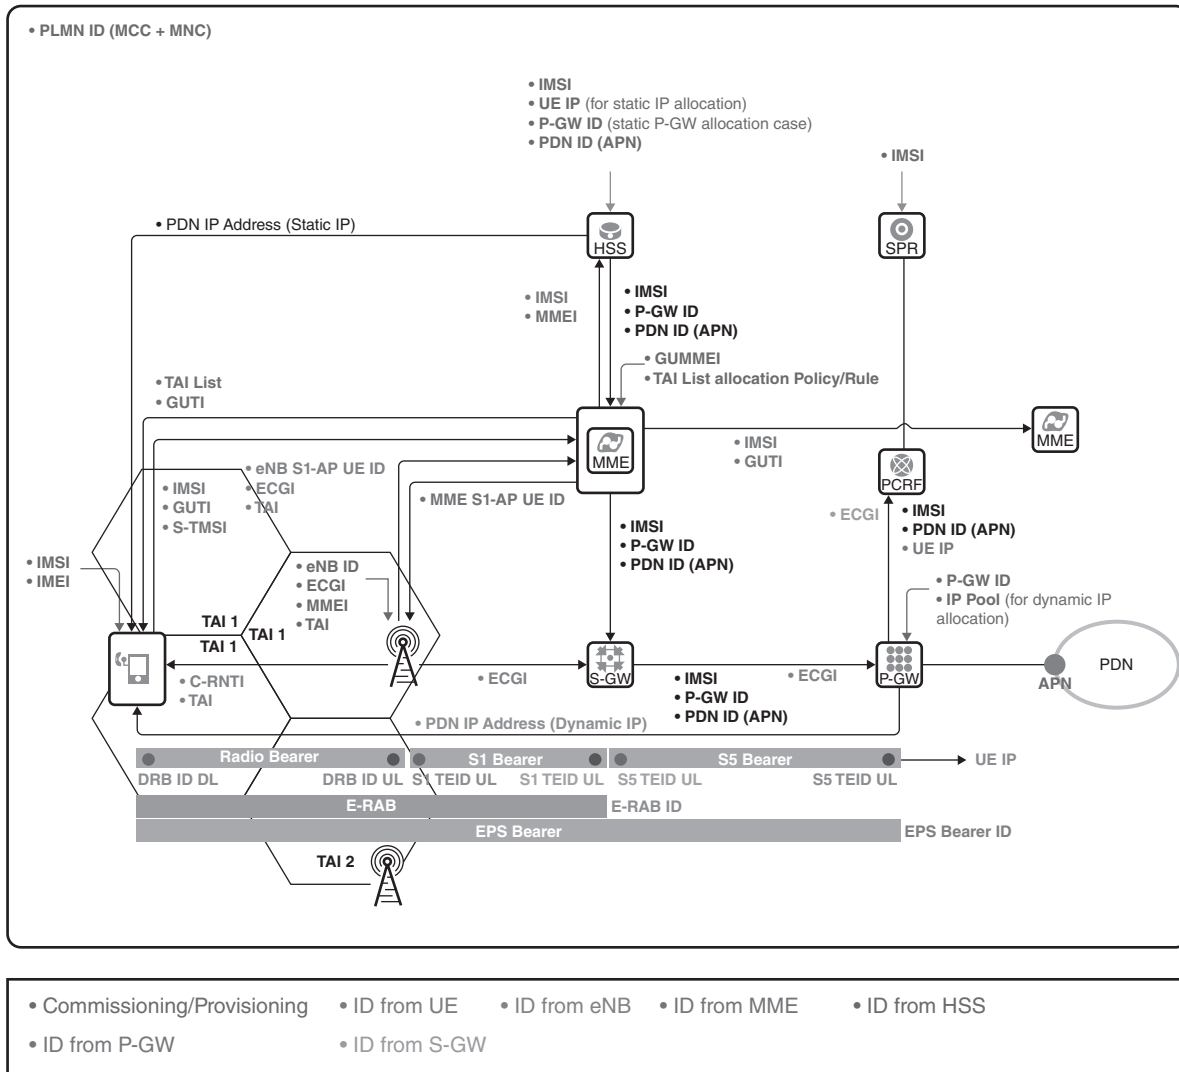 • PLMN ID (MCC + MNC)
• IMSI
• UE IP (for static IP allocation)
• P-GW ID (static P-GW allocation case)
• PDN ID (APN)
• IMSI
• PDN IP Address (Static IP)
HSS
SPR
• IMSI
• MMEI
• IMSI
• P-GW ID
• PDN ID (APN)
• GUMMEI
• TAI List allocation Policy/Rule
• TAI List
• GUTI
MME
MME
• IMSI
• GUTI
• eNB S1-AP UE ID
• ECGI
• TAI
• IMSI
• GUTI
• S-TMSI
• MME S1-AP UE ID
PCRF
• ECGI
• IMSI
• PDN ID (APN)
• UE IP
• IMSI
• P-GW ID
• PDN ID (APN)
• IMSI
• IMEI
• eNB ID
• ECGI
• MMEI
• TAI
• P-GW ID
• IP Pool (for dynamic IP
allocation)
TAI 1
TAI 1
TAI 1
• C-RNTI
• TAI
• ECGI
S-GW
• IMSI
• P-GW ID
• PDN ID (APN)
• ECGI
P-GW
APN
PDN
• PDN IP Address (Dynamic IP)
Radio Bearer
S1 Bearer
S5 Bearer
UE IP
DRB ID DL
DRB ID UL
S1 TEID UL
S1 TEID UL
S5 TEID UL
S5 TEID UL
E-RAB
E-RAB ID
EPS Bearer
EPS Bearer ID
TAI 2
• Commissioning/Provisioning
• ID from UE
• ID from eNB
• ID from MME
• ID from HSS
• ID from P-GW
• ID from S-GW